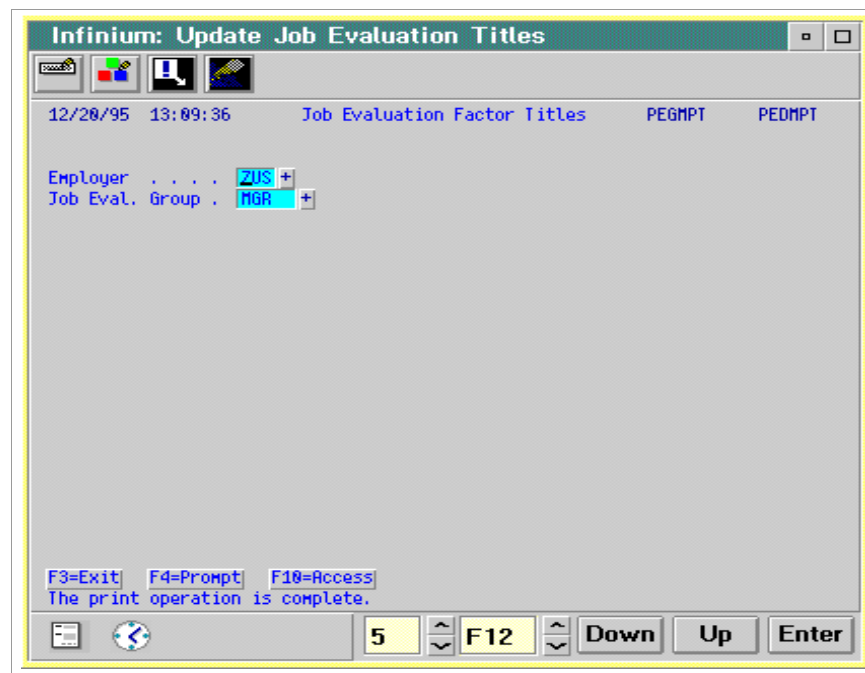 Infinium: Update Job Evaluation Titles
12/20/95 13:09:36 Job Evaluation Factor Titles PEGMPT PEDMPT
Employer . . . . ZUS +
Job Eval. Group . MGR +
F3=Exit F4=Prompt F10=Access
The print operation is complete.
5 F12 Down Up Enter